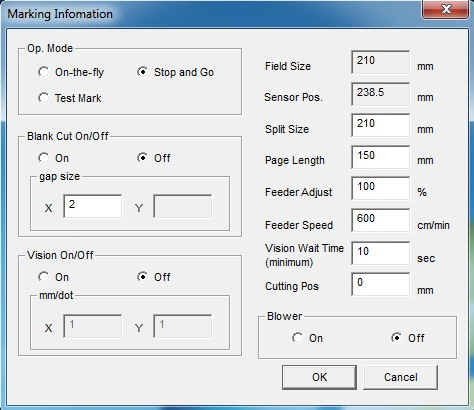 Marking Infomation
Op. Mode
On-the-fly Stop and Go
Test Mark
Blank Cut On/Off
On Off
gap size
X 2 Y
Vision On/Off
On Off
mm/dot
X 1 Y 1
Field Size 210 mm
Sensor Pos. 238.5 mm
Split Size 210 mm
Page Length 150 mm
Feeder Adjust 100 %
Feeder Speed 600 cm/min
Vision Wait Time
(minimum) 10 sec
Cutting Pos 0 mm
Blower
On Off
OK Cancel